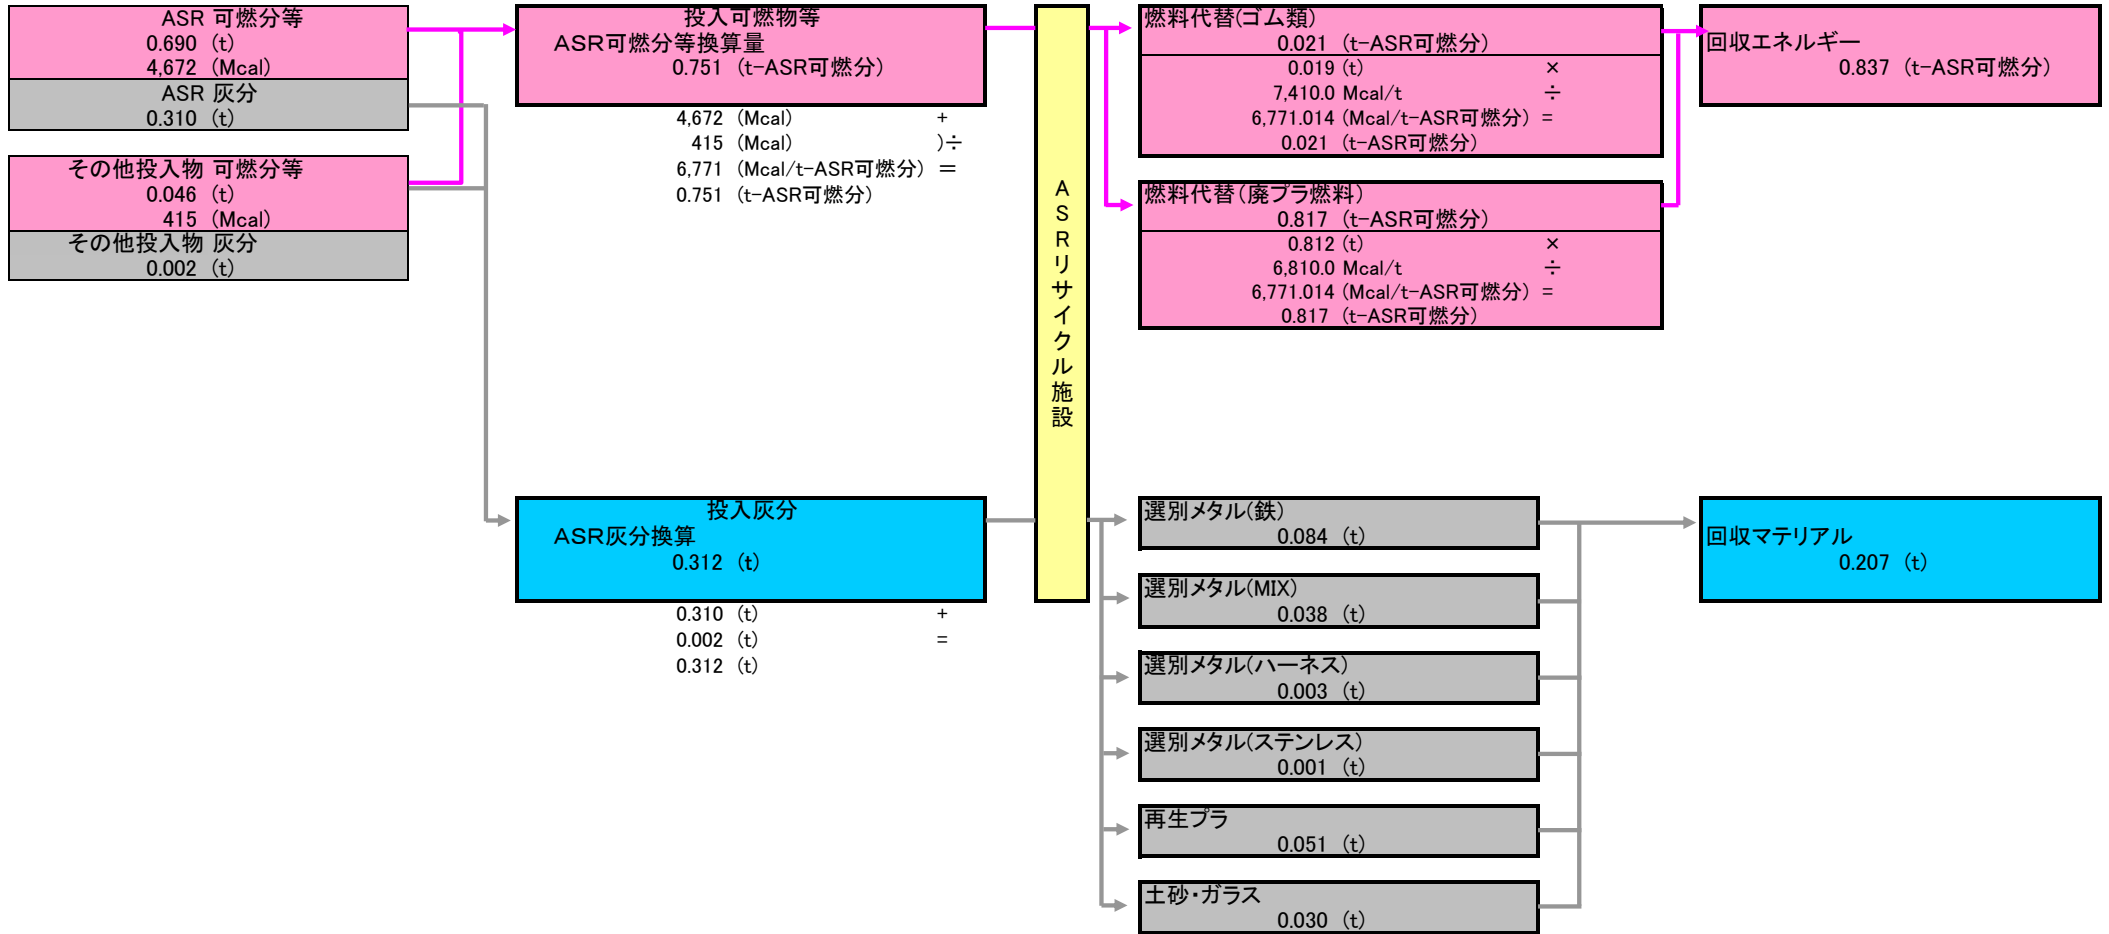 ASR 可燃分等
0.690 (t)
4,672 (Mcal)
ASR 灰分
0.310 (t)
その他投入物 可燃分等
0.046 (t)
415 (Mcal)
その他投入物 灰分
0.002 (t)
投入可燃物等
ASR可燃分等換算量
0.751 (t-ASR可燃分)
4,672 (Mcal) +
415 (Mcal) )÷
6,771 (Mcal/t-ASR可燃分) ＝
0.751 (t-ASR可燃分)
投入灰分
ASR灰分換算
0.312 (t)
0.310 (t) +
0.002 (t) =
0.312 (t)
ASRリサイクル施設
燃料代替(ゴム類)
0.021 (t-ASR可燃分)
0.019 (t) ×
7,410.0 Mcal/t ÷
6,771.014 (Mcal/t-ASR可燃分) =
0.021 (t-ASR可燃分)
燃料代替(廃プラ燃料)
0.817 (t-ASR可燃分)
0.812 (t) ×
6,810.0 Mcal/t ÷
6,771.014 (Mcal/t-ASR可燃分) =
0.817 (t-ASR可燃分)
選別メタル(鉄)
0.084 (t)
選別メタル(MIX)
0.038 (t)
選別メタル(ハーネス)
0.003 (t)
選別メタル(ステンレス)
0.001 (t)
再生プラ
0.051 (t)
土砂・ガラス
0.030 (t)
回収エネルギー
0.837 (t-ASR可燃分)
回収マテリアル
0.207 (t)